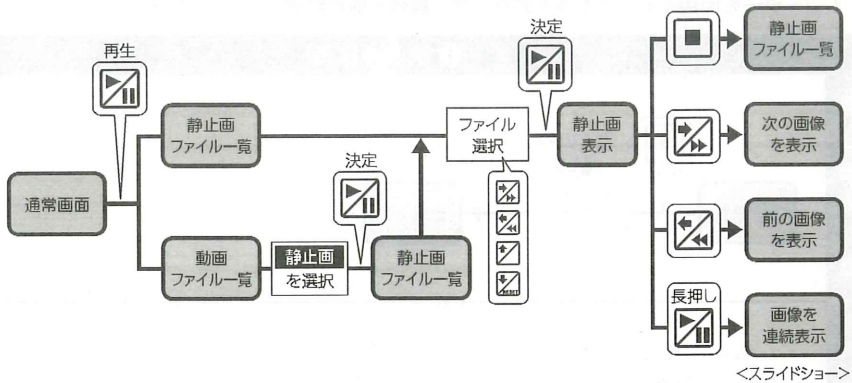 再生
通常画面
静止画
ファイル一覧
動画
ファイル一覧
静止画
を選択
決定
静止画
ファイル一覧
ファイル
選択
RESET
決定
静止画
表示
静止画
ファイル一覧
次の画像
を表示
前の画像
を表示
長押し
画像を
連続表示
<スライドショー>